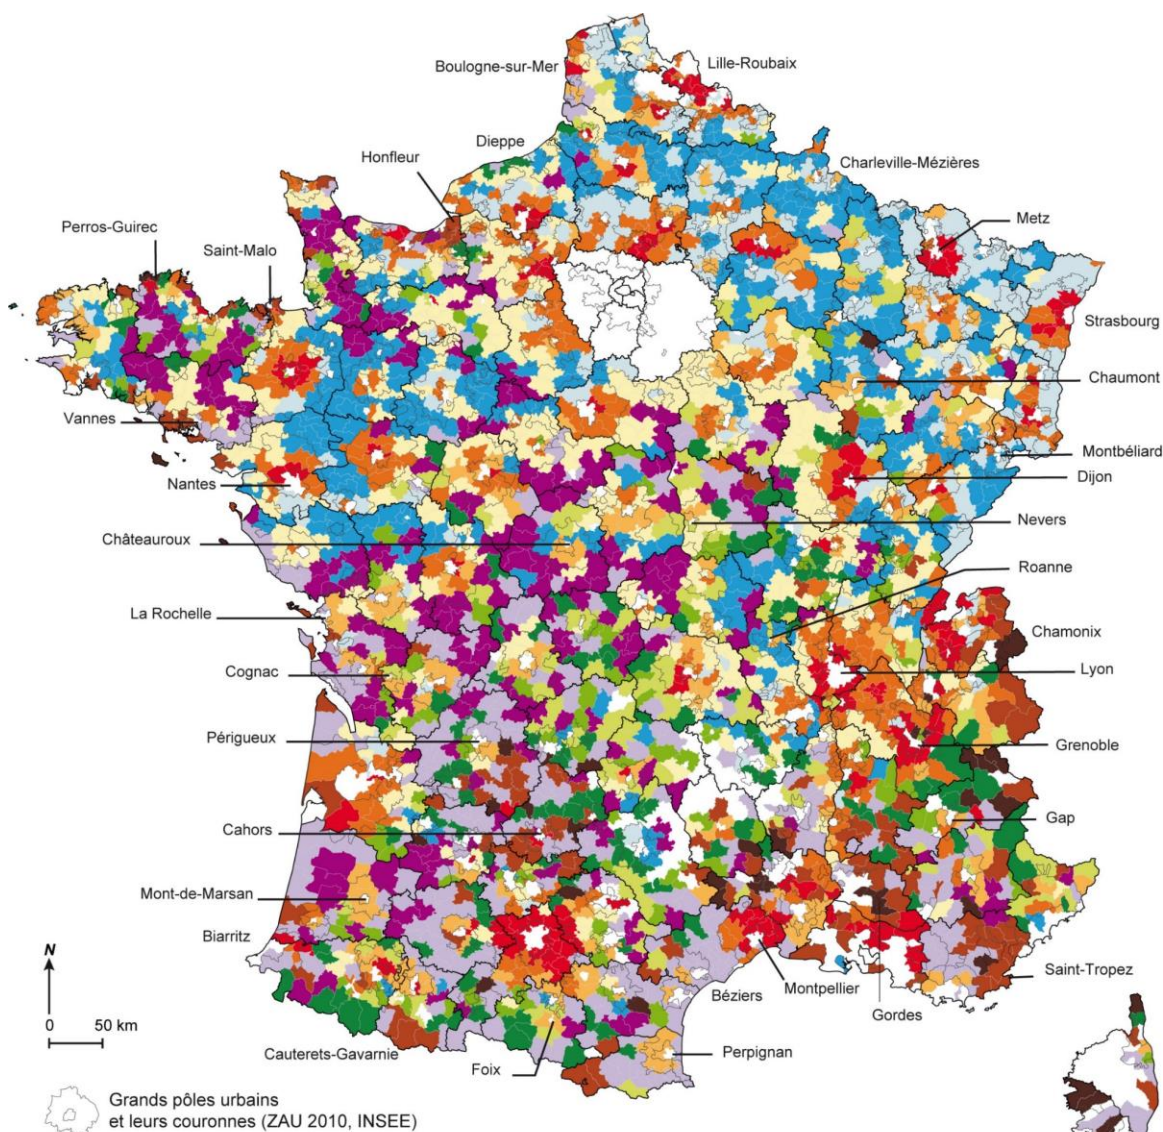 Boulogne-sur-Mer
Lille-Roubaix
Dieppe
Honfleur
Charleville-Mézières
Perros-Guirec
Saint-Malo
Metz
Strasbourg
Chaumont
Vannes
Montbéliard
Nantes
Dijon
Nevers
Châteauroux
Roanne
La Rochelle
Chamonix
Cognac
Lyon
Périgueux
Grenoble
Cahors
Gap
Mont-de-Marsan
Biarritz
N
Saint-Tropez
Béziers
Montpellier
Gordes
0 50 km
Cauterets-Gavarnie
Foix
Perpignan
Grands pôles urbains
et leurs couronnes (ZAU 2010, INSEE)